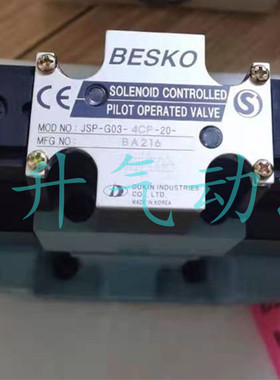 BESKO
CE
SOLENOID CONTROLLED
PILOT OPERATED VALVE
S
MOD NO: JSP-G03- 4CP-20-
MFG NO: BA216
升气动
DUKIN INDUSTRIES
CO., LTD.
MADE IN KOREA